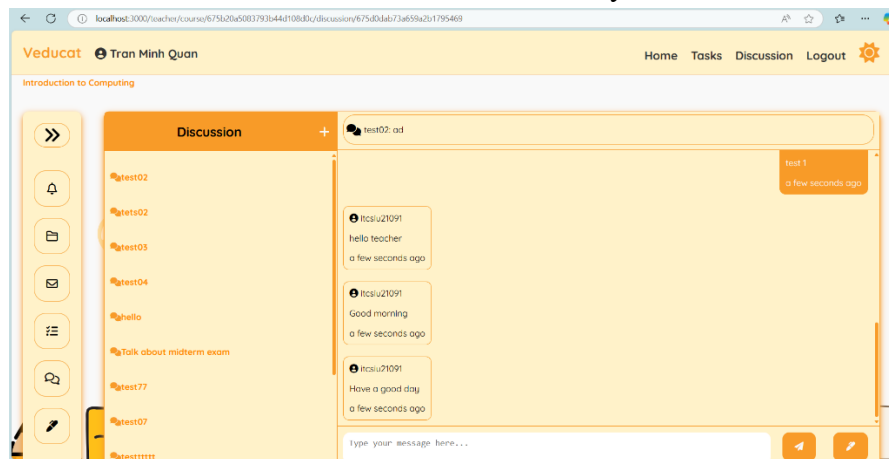 localhost:3000/teacher/course/675b20a5083793b44d108d0c/discussion/675d0dab73a659a2b1795469
Veducat Tran Minh Quan Home Tasks Discussion Logout
Introduction to Computing
Discussion +
test02: ad
test02
tets02
test03
test04
hello
Talk about midterm exam
test77
test07
testttttt
test 1
a few seconds ago
itcsiu21091
hello teacher
a few seconds ago
itcsiu21091
Good morning
a few seconds ago
itcsiu21091
Have a good day
a few seconds ago
Type your message here...